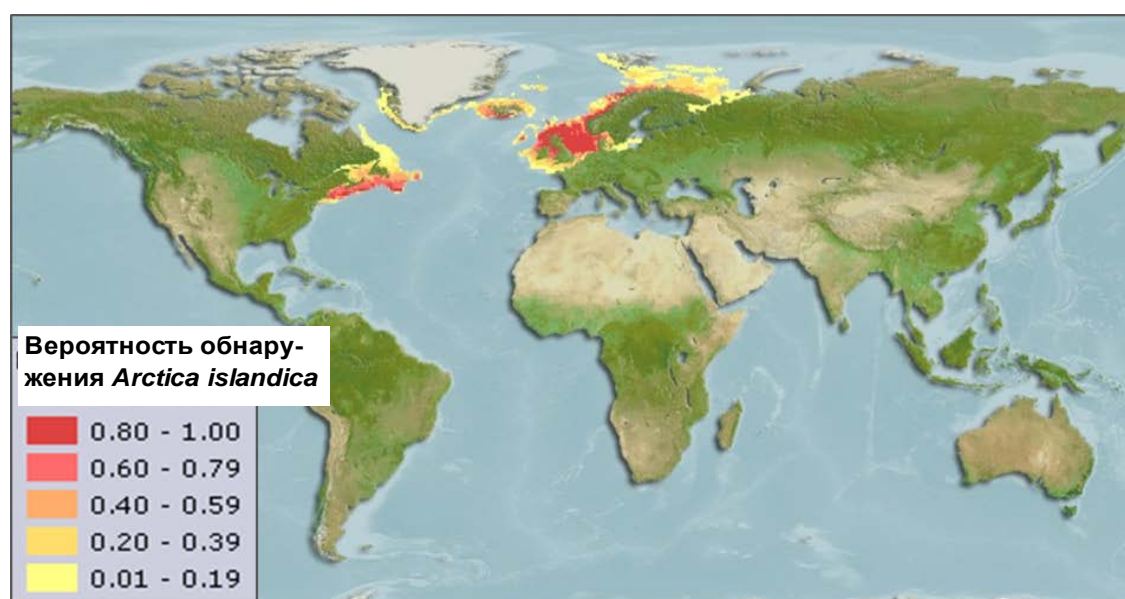 Вероятность обнару-
жения Arctica islandica
0.80 - 1.00
0.60 - 0.79
0.40 - 0.59
0.20 - 0.39
0.01 - 0.19